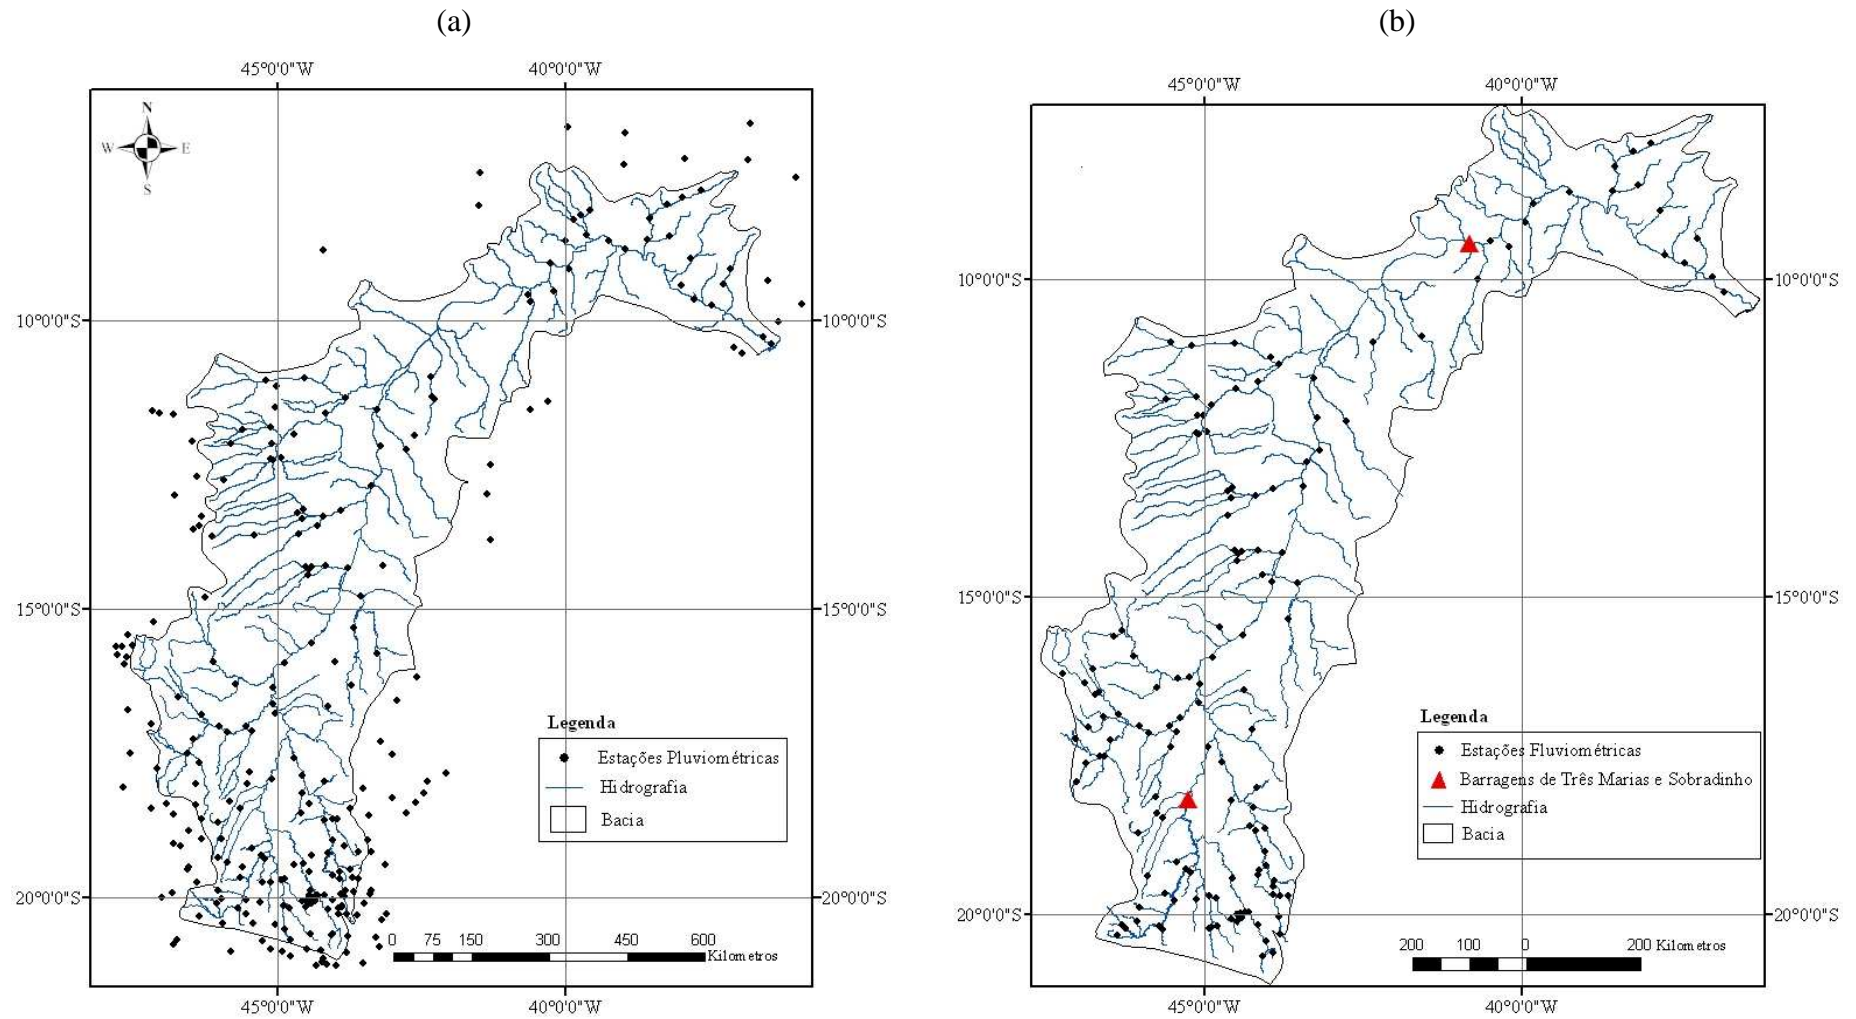 (a)
(b)
45°0'0"W 40°0'0"W
45°0'0"W 40°0'0"W
N
W E
S
10°0'0"S 10°0'0"S
10°0'0"S 10°0'0"S
15°0'0"S 15°0'0"S
15°0'0"S 15°0'0"S
20°0'0"S 20°0'0"S
20°0'0"S 20°0'0"S
Legenda
Estações Pluviométricas
Hidrografia
Bacia
0 75 150 300 450 600
Kilometros
45°0'0"W 40°0'0"W
Legenda
Estações Fluviométricas
Barragens de Três Marias e Sobradinho
Hidrografia
Bacia
200 100 0 200 Kilometros
45°0'0"W 40°0'0"W